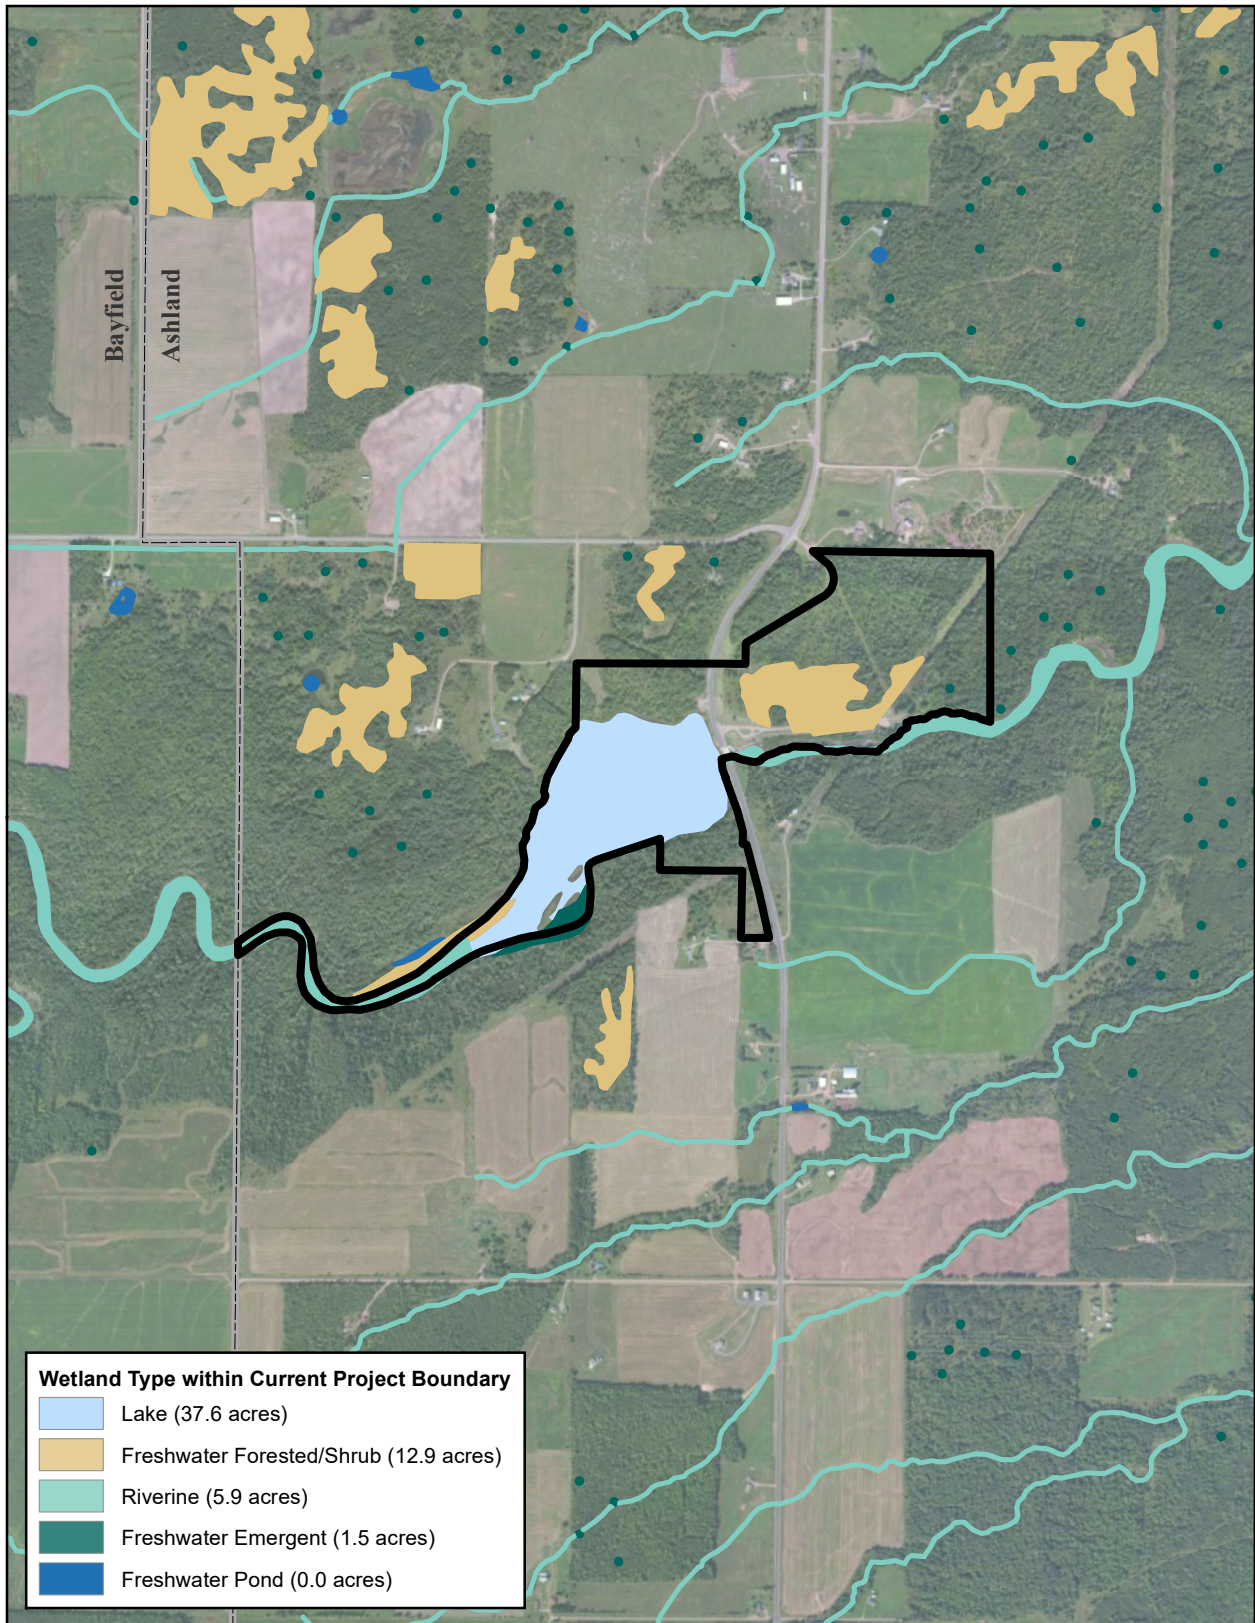 Bayfield
Ashland
Wetland Type within Current Project Boundary
Lake (37.6 acres)
Freshwater Forested/Shrub (12.9 acres)
Riverine (5.9 acres)
Freshwater Emergent (1.5 acres)
Freshwater Pond (0.0 acres)